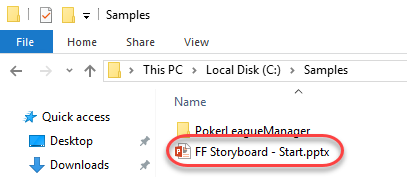 Samples
File Home Share View
This PC Local Disk (C:) Samples
Name
Quick access
PokerLeagueManager
Desktop
FF Storyboard - Start.pptx
Downloads